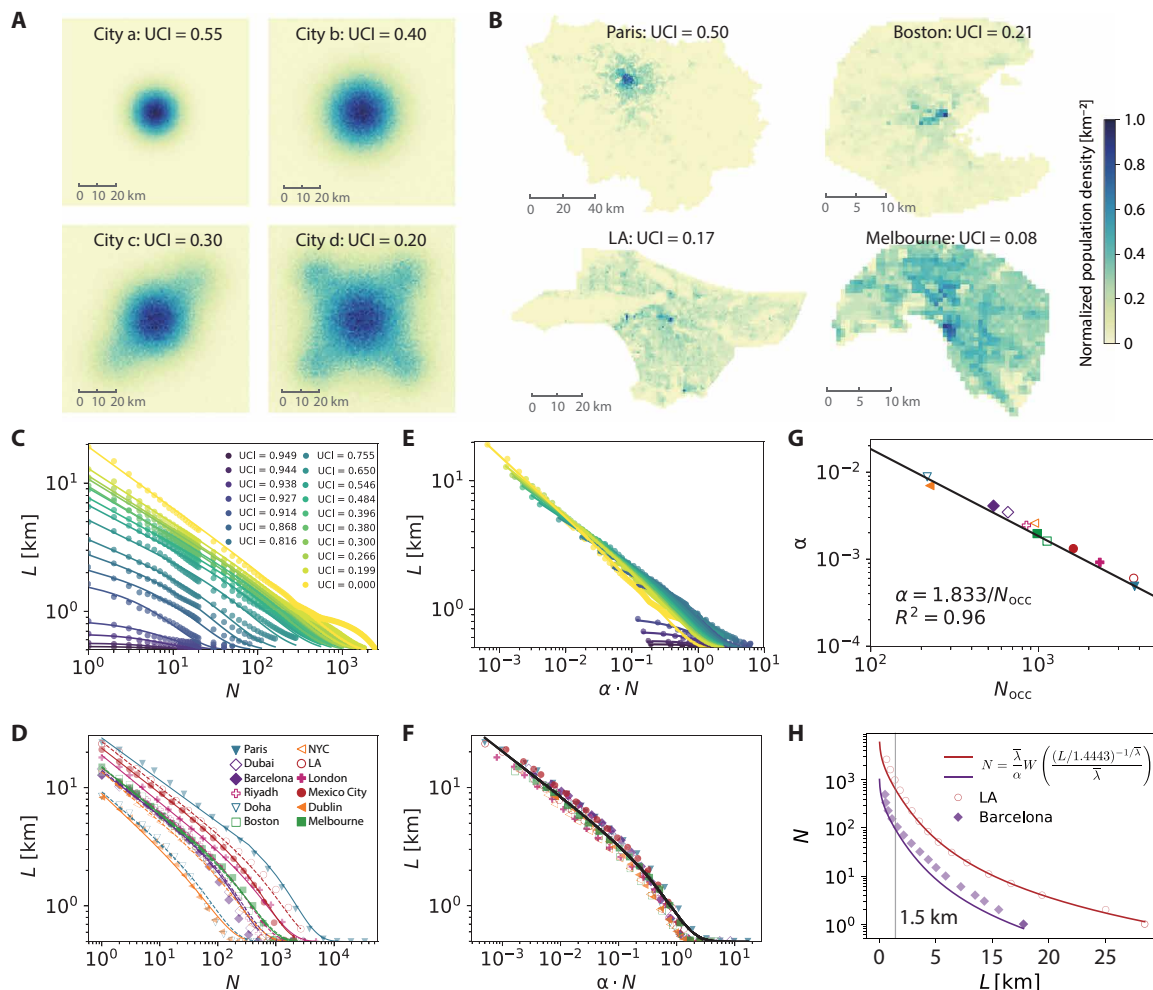 A
City a: UCI = 0.55
City b: UCI = 0.40
0 10 20 km
0 10 20 km
City c: UCI = 0.30
City d: UCI = 0.20
0 10 20 km
0 10 20 km
B
Paris: UCI = 0.50
Boston: UCI = 0.21
0 20 40 km
0 5 10 km
LA: UCI = 0.17
Melbourne: UCI = 0.08
0 10 20 km
0 5 10 km
1.0
0.8
0.6
0.4
0.2
0
Normalized population density [km⁻²]
C
L [km]
10¹
10⁰
UCI = 0.949
UCI = 0.944
UCI = 0.938
UCI = 0.927
UCI = 0.914
UCI = 0.868
UCI = 0.816
UCI = 0.755
UCI = 0.650
UCI = 0.546
UCI = 0.484
UCI = 0.396
UCI = 0.380
UCI = 0.300
UCI = 0.266
UCI = 0.199
UCI = 0.000
10⁰ 10¹ 10² 10³
N
E
L [km]
10¹
10⁰
10⁻³ 10⁻² 10⁻¹ 10⁰ 10¹
α · N
G
α
10⁻²
10⁻³
10⁻⁴
α = 1.833/N_occ
R² = 0.96
10² 10³
N_occ
D
L [km]
10¹
10⁰
Paris
Dubai
Barcelona
Riyadh
Doha
Boston
NYC
LA
London
Mexico City
Dublin
Melbourne
10⁰ 10¹ 10² 10³ 10⁴
N
F
L [km]
10¹
10⁰
10⁻³ 10⁻² 10⁻¹ 10⁰ 10¹
α · N
H
N
10³
10²
10¹
10⁰
N = λ̅/α W ((L/1.4443)^(−1/λ̅)/λ̅)
LA
Barcelona
1.5 km
0 5 10 15 20 25
L [km]